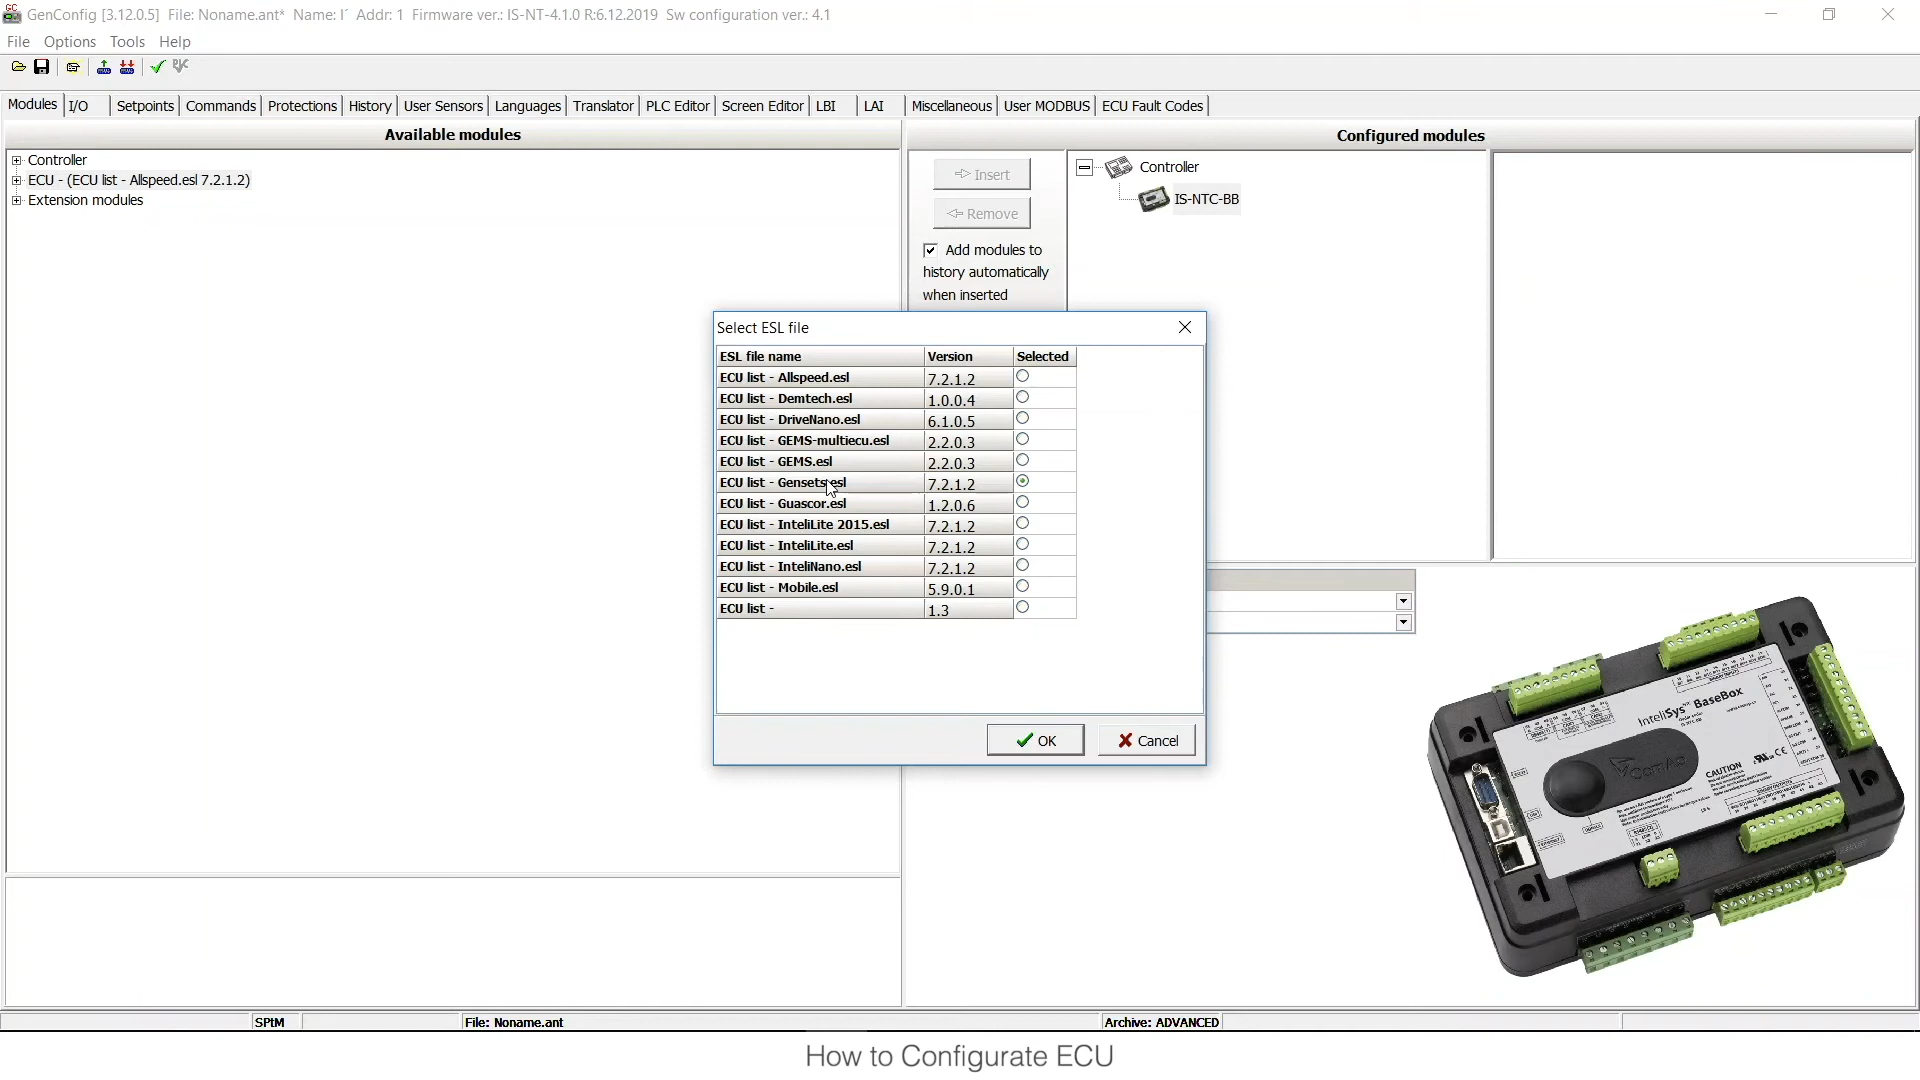 GenConfig [3.12.0.5] File: Noname.ant* Name: I´ Addr: 1 Firmware ver.: IS-NT-4.1.0 R:6.12.2019 Sw configuration ver.: 4.1
File Options Tools Help
Modules I/O Setpoints Commands Protections History User Sensors Languages Translator PLC Editor Screen Editor LBI LAI Miscellaneous User MODBUS ECU Fault Codes
Available modules
Configured modules
Controller
ECU - (ECU list - Allspeed.esl 7.2.1.2)
Extension modules
Insert
Remove
Add modules to
history automatically
when inserted
Controller
IS-NTC-BB
Select ESL file
ESL file name Version Selected
ECU list - Allspeed.esl 7.2.1.2
ECU list - Demtech.esl 1.0.0.4
ECU list - DriveNano.esl 6.1.0.5
ECU list - GEMS-multiecu.esl 2.2.0.3
ECU list - GEMS.esl 2.2.0.3
ECU list - Gensets.esl 7.2.1.2
ECU list - Guascor.esl 1.2.0.6
ECU list - InteliLite 2015.esl 7.2.1.2
ECU list - InteliLite.esl 7.2.1.2
ECU list - InteliNano.esl 7.2.1.2
ECU list - Mobile.esl 5.9.0.1
ECU list - 1.3
OK Cancel
InteliSys NTC BaseBox
ComAp
CAUTION
SPtM
File: Noname.ant
Archive: ADVANCED
How to Configurate ECU